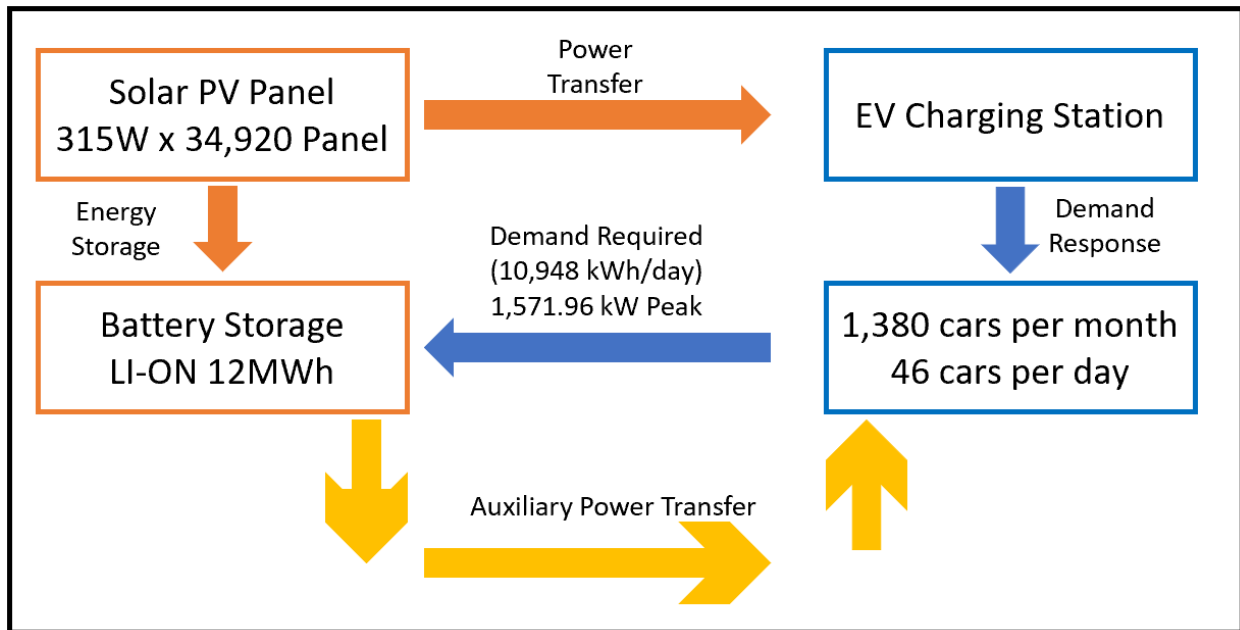 Solar PV Panel
315W x 34,920 Panel
Power
Transfer
EV Charging Station
Energy
Storage
Demand
Response
Demand Required
(10,948 kWh/day)
1,571.96 kW Peak
Battery Storage
LI-ON 12MWh
1,380 cars per month
46 cars per day
Auxiliary Power Transfer